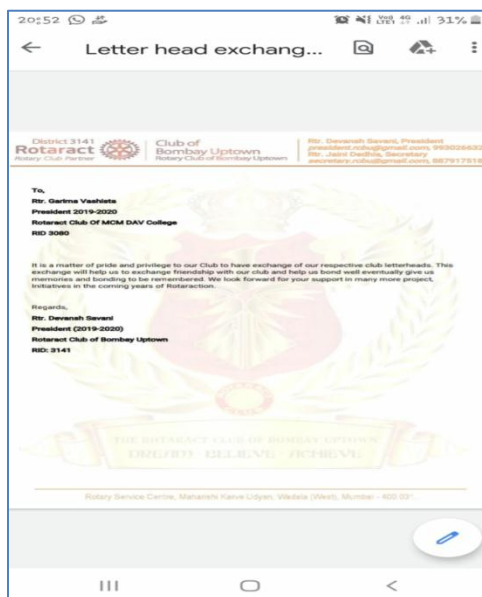 20:52
Vo)) 4G
LTE1
31%
Letter head exchang...
District 3141
Rotaract
Rotary Club Partner
Club of
Bombay Uptown
Rotary Club of Bombay Uptown
Rtr. Devansh Savani, President
Rtr. Jaini Dedhia, Secretary
To,
Rtr. Garima Vashista
President 2019-2020
Rotaract Club Of MCM DAV College
RID 3080
It is a matter of pride and privilege to our Club to have exchange of our respective club letterheads. This
exchange will help us to exchange friendship with our club and help us bond well eventually give us
memories and bonding to be remembered. We look forward for your support in many more project,
Initiatives in the coming years of Rotaraction.
Regards,
Rtr. Devansh Savani
President (2019-2020)
Rotaract Club of Bombay Uptown
RID: 3141
THE ROTARACT CLUB OF BOMBAY UPTOWN
DREAM BELIEVE ACHIEVE
Rotary Service Centre, Maharishi Karve Udyan, Wadala (West), Mumbai - 400 031.